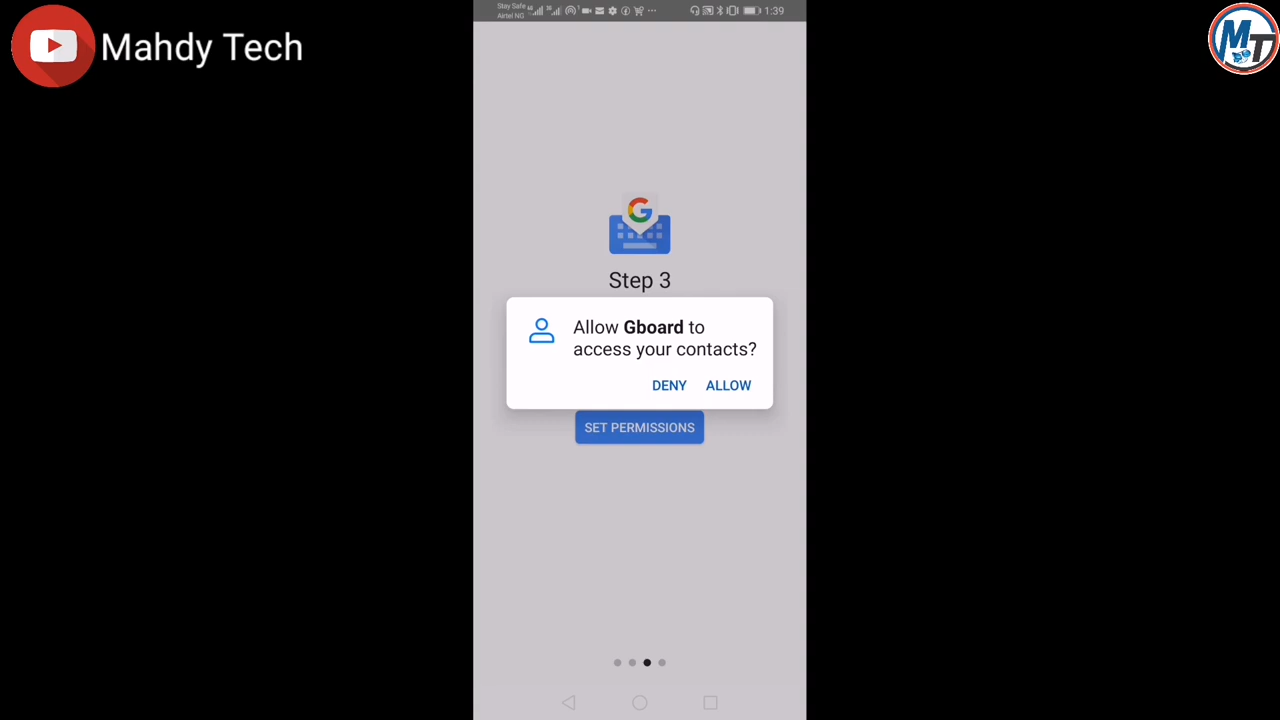 Mahdy Tech
MT
Stay Safe
Airtel NG
1:39
G
Step 3
Allow Gboard to
access your contacts?
DENY ALLOW
SET PERMISSIONS